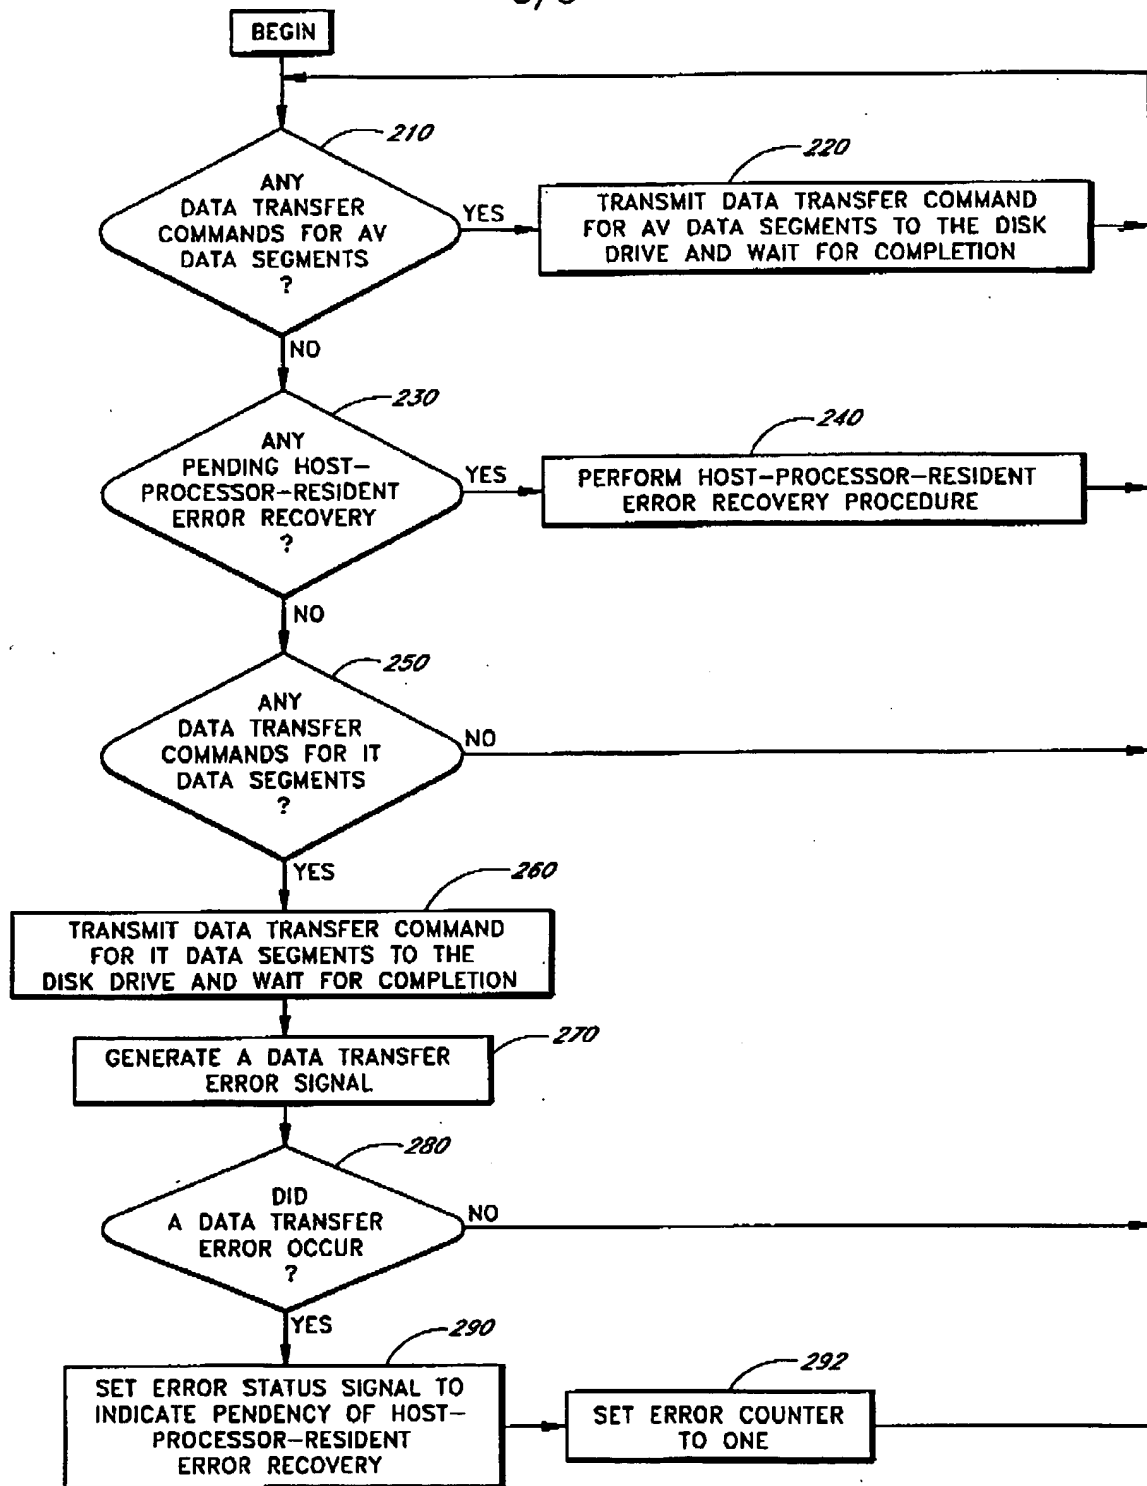 BEGIN
210
ANY
DATA TRANSFER
COMMANDS FOR AV
DATA SEGMENTS
?
YES
220
TRANSMIT DATA TRANSFER COMMAND
FOR AV DATA SEGMENTS TO THE DISK
DRIVE AND WAIT FOR COMPLETION
NO
230
ANY
PENDING HOST-
PROCESSOR-RESIDENT
ERROR RECOVERY
?
YES
240
PERFORM HOST-PROCESSOR-RESIDENT
ERROR RECOVERY PROCEDURE
NO
250
ANY
DATA TRANSFER
COMMANDS FOR IT
DATA SEGMENTS
?
NO
YES
260
TRANSMIT DATA TRANSFER COMMAND
FOR IT DATA SEGMENTS TO THE
DISK DRIVE AND WAIT FOR COMPLETION
270
GENERATE A DATA TRANSFER
ERROR SIGNAL
280
DID
A DATA TRANSFER
ERROR OCCUR
?
NO
YES
290
SET ERROR STATUS SIGNAL TO
INDICATE PENDENCY OF HOST-
PROCESSOR-RESIDENT
ERROR RECOVERY
292
SET ERROR COUNTER
TO ONE